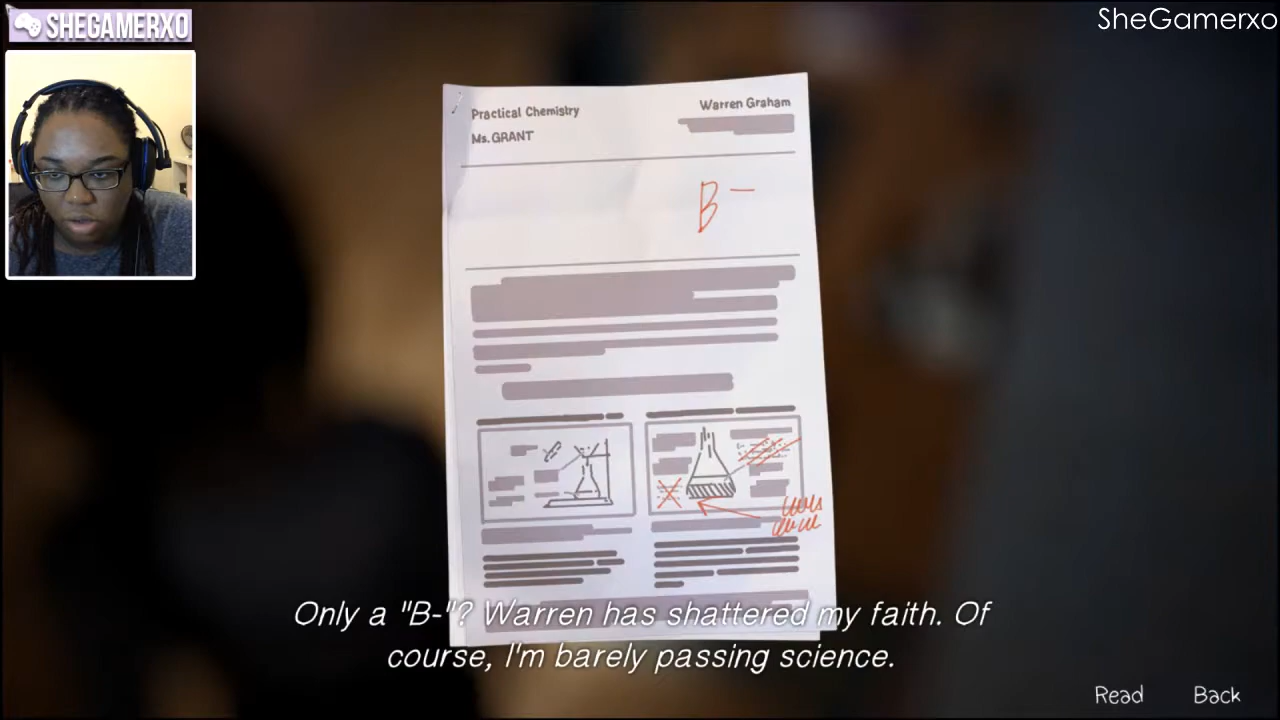 SHEGAMERXO
SheGamerxo
Practical Chemistry
Warren Graham
Ms. GRANT
B-
Only a "B-"? Warren has shattered my faith. Of
course, I'm barely passing science.
Read
Back